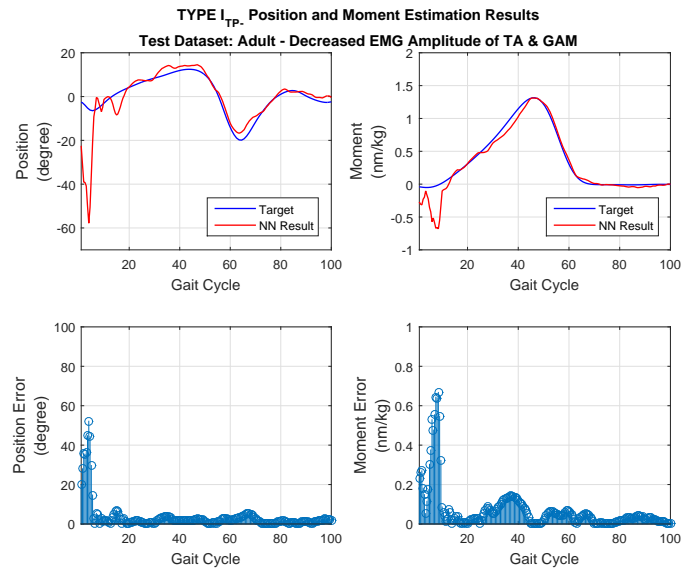 TYPE I_TP- Position and Moment Estimation Results
Test Dataset: Adult - Decreased EMG Amplitude of TA & GAM
20
0
-20
-40
-60
Position
(degree)
Target
NN Result
20 40 60 80 100
Gait Cycle
2
1.5
1
0.5
0
-0.5
-1
Moment
(nm/kg)
Target
NN Result
20 40 60 80 100
Gait Cycle
100
80
60
40
20
0
Position Error
(degree)
20 40 60 80 100
Gait Cycle
1
0.8
0.6
0.4
0.2
0
Moment Error
(nm/kg)
20 40 60 80 100
Gait Cycle